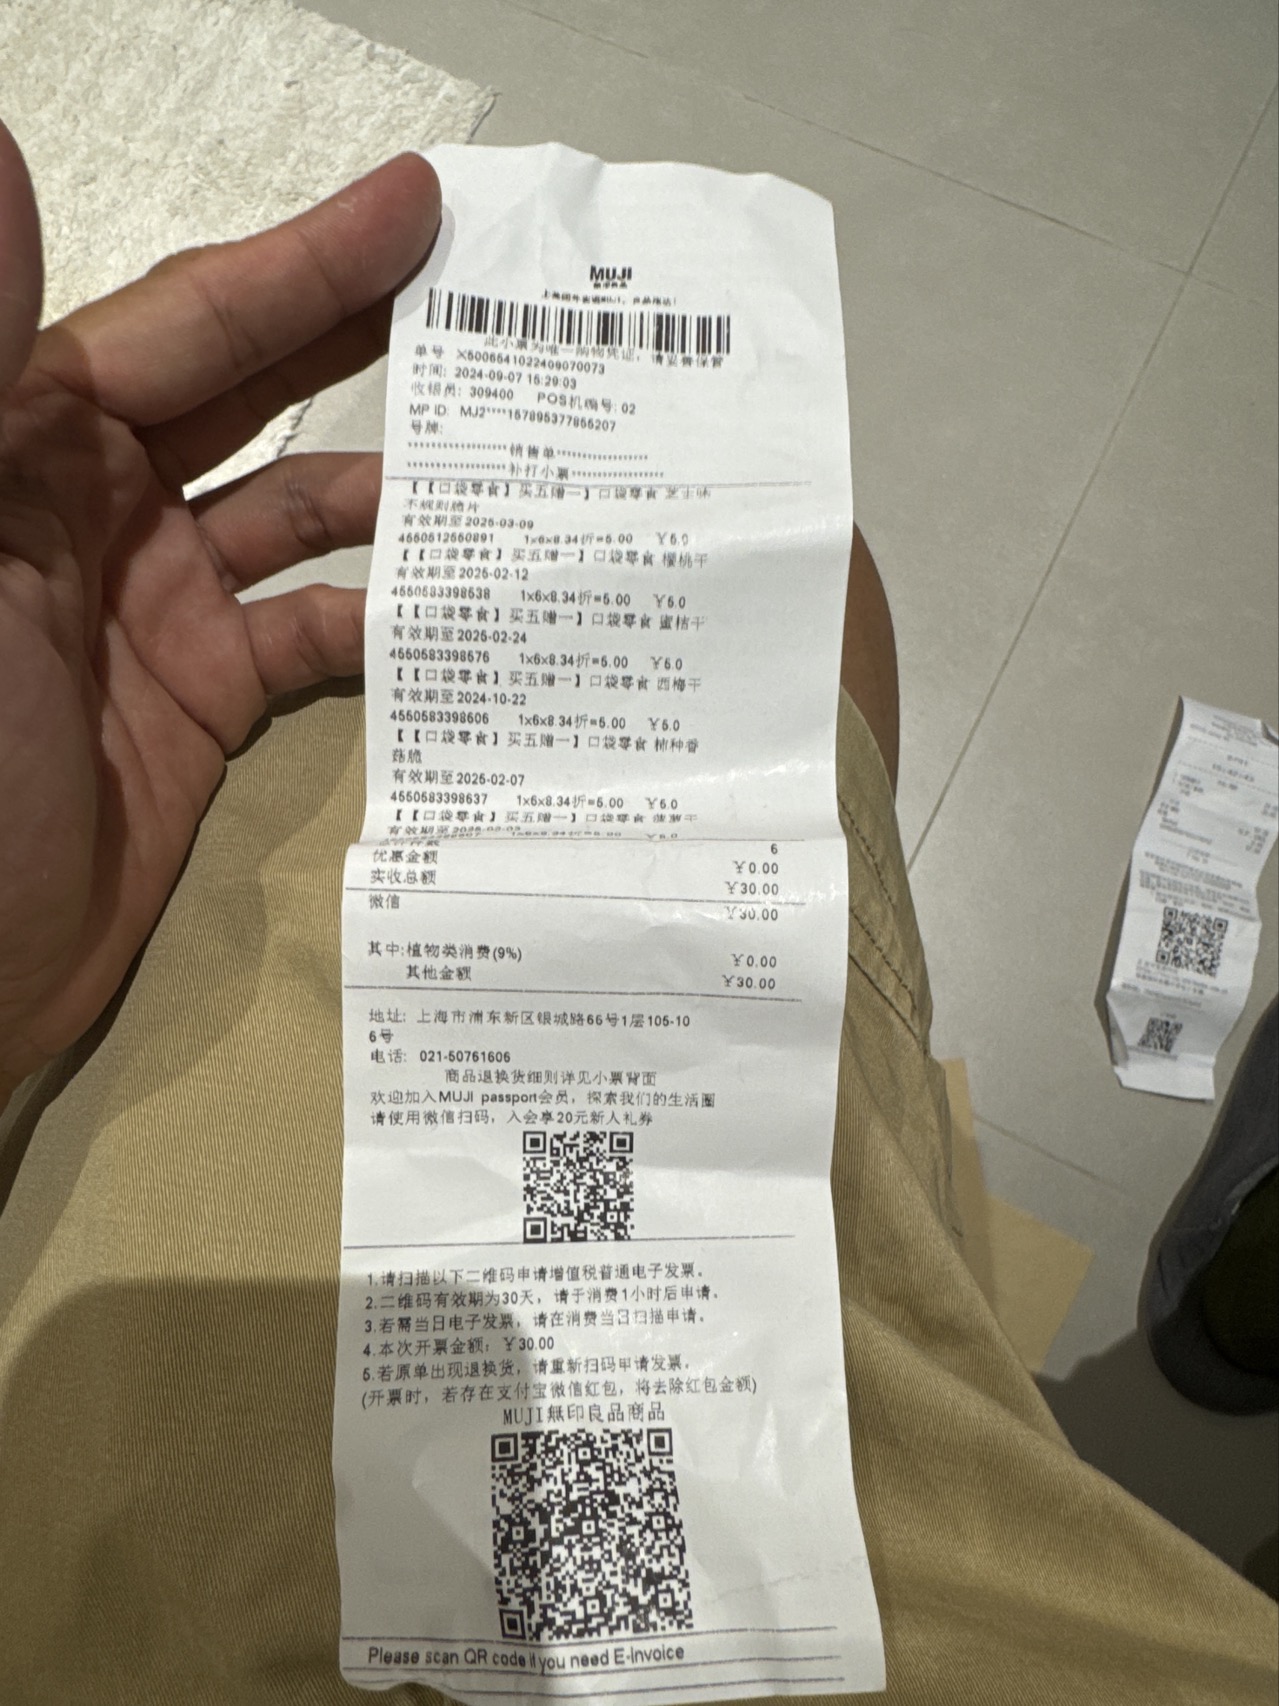 MUJI
無印良品
此小票为唯一购物凭证，请妥善保管
单号 X5006541022409070073
时间: 2024-09-07 15:29:03
收银员: 309400 POS机编号: 02
MP ID: MJ2****157895377855207
号牌:
******************销售单*****************
******************补打小票*****************
【【口袋零食】买五赠一】口袋零食 芝士味
不规则脆片
有效期至2025-03-09
4550512550891 1x6x8.34折=5.00 ￥5.0
【【口袋零食】买五赠一】口袋零食 樱桃干
有效期至2025-02-12
4550583398538 1x6x8.34折=5.00 ￥5.0
【【口袋零食】买五赠一】口袋零食 蜜桔干
有效期至2025-02-24
4550583398576 1x6x8.34折=5.00 ￥5.0
【【口袋零食】买五赠一】口袋零食 西梅干
有效期至2024-10-22
4550583398606 1x6x8.34折=5.00 ￥5.0
【【口袋零食】买五赠一】口袋零食 柿种香
菇脆
有效期至2025-02-07
4550583398637 1x6x8.34折=5.00 ￥5.0
【【口袋零食】买五赠一】口袋零食 菠萝干
有效期至
1x6x8.34折=5.00 ￥5.0
6
优惠金额 ￥0.00
实收总额 ￥30.00
微信 ￥30.00
其中:植物类消费(9%) ￥0.00
其他金额 ￥30.00
地址: 上海市浦东新区银城路66号1层105-10
6号
电话: 021-50761606
商品退换货细则详见小票背面
欢迎加入MUJI passport会员，探索我们的生活圈
请使用微信扫码，入会享20元新人礼券
1.请扫描以下二维码申请增值税普通电子发票。
2.二维码有效期为30天，请于消费1小时后申请。
3.若需当日电子发票，请在消费当日扫描申请。
4.本次开票金额: ￥30.00
5.若原单出现退换货，请重新扫码申请发票。
(开票时，若存在支付宝微信红包，将去除红包金额)
MUJI無印良品商品
Please scan QR code if you need E-invoice